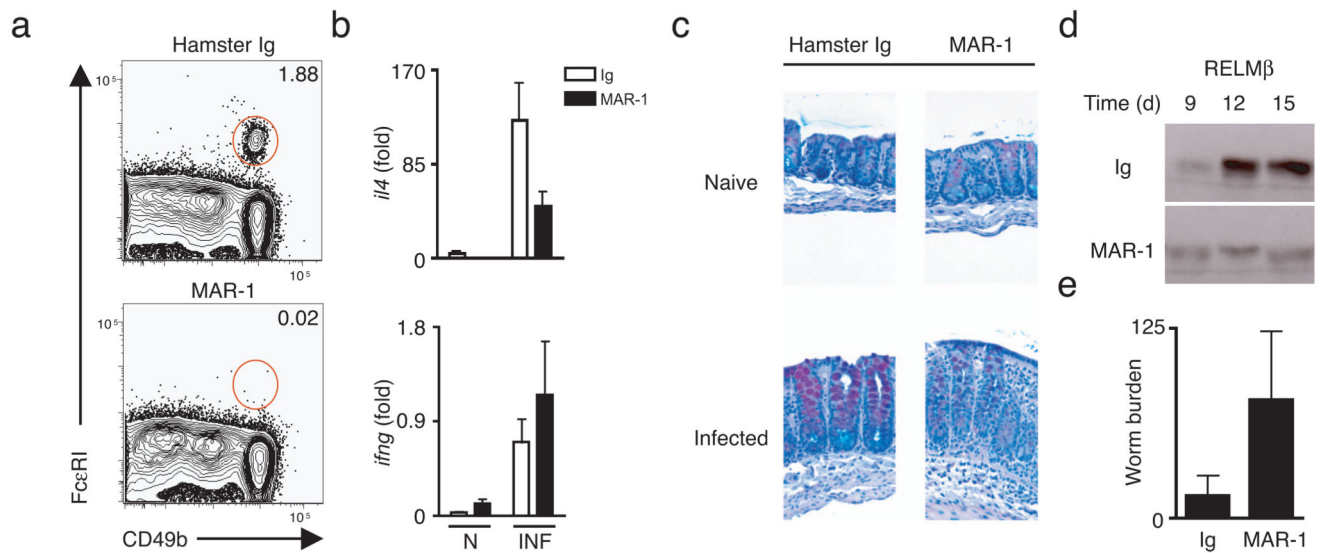 a
Hamster Ig
10⁵
1.88
10⁵
MAR-1
10⁵
0.02
10⁵
FcεRI
CD49b
b
170
85
0
il4 (fold)
Ig
MAR-1
1.8
0.9
0
ifng (fold)
N INF
c
Hamster Ig MAR-1
Naive
Infected
d
RELMβ
Time (d) 9 12 15
Ig
MAR-1
e
125
0
Worm burden
Ig MAR-1